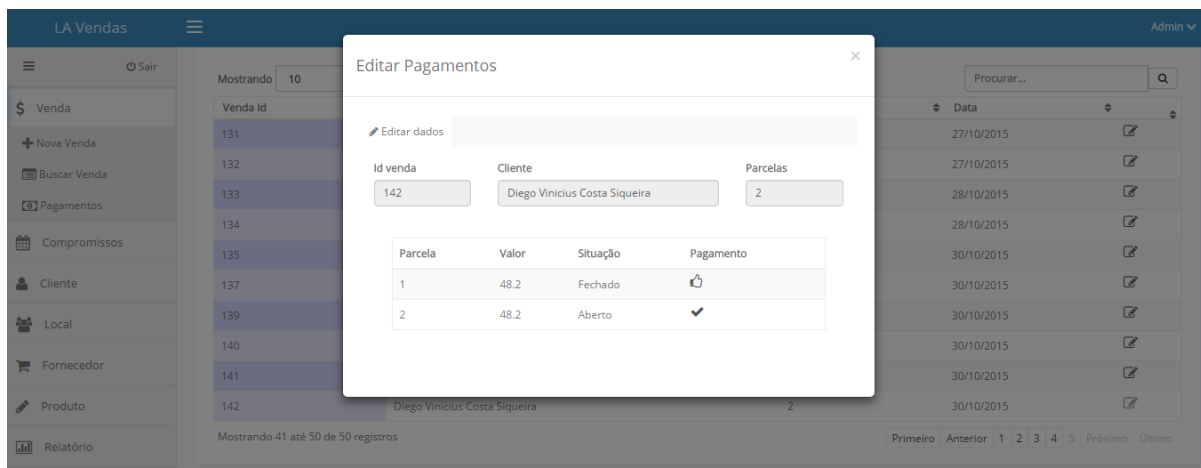 LA Vendas
Admin
Sair
Venda
Nova Venda
Buscar Venda
Pagamentos
Compromissos
Cliente
Local
Fornecedor
Produto
Relatório
Mostrando 10
Procurar...
Venda Id Data
131 27/10/2015
132 27/10/2015
133 28/10/2015
134 28/10/2015
135 30/10/2015
137 30/10/2015
139 30/10/2015
140 30/10/2015
141 30/10/2015
142 Diego Vinicius Costa Siqueira 2 30/10/2015
Mostrando 41 até 50 de 50 registros
Primeiro Anterior 1 2 3 4 5 Próximo Último
Editar Pagamentos
×
Editar dados
Id venda Cliente Parcelas
142 Diego Vinicius Costa Siqueira 2
Parcela Valor Situação Pagamento
1 48.2 Fechado
2 48.2 Aberto